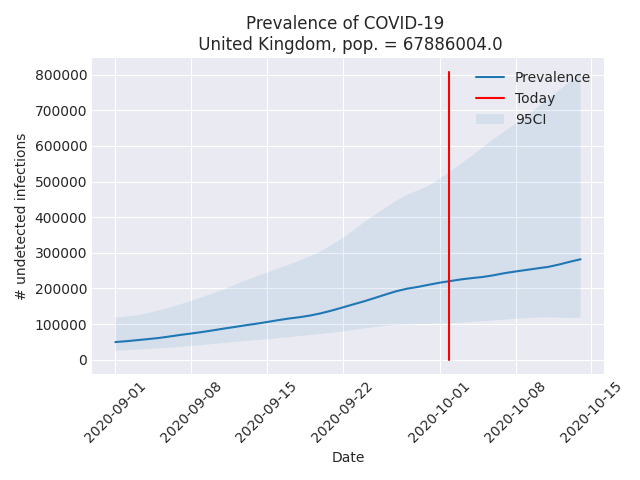 Prevalence of COVID-19
United Kingdom, pop. = 67886004.0
Prevalence
Today
95CI
800000
700000
600000
500000
400000
300000
200000
100000
0
# undetected infections
2020-09-01
2020-09-08
2020-09-15
2020-09-22
2020-10-01
2020-10-08
2020-10-15
Date